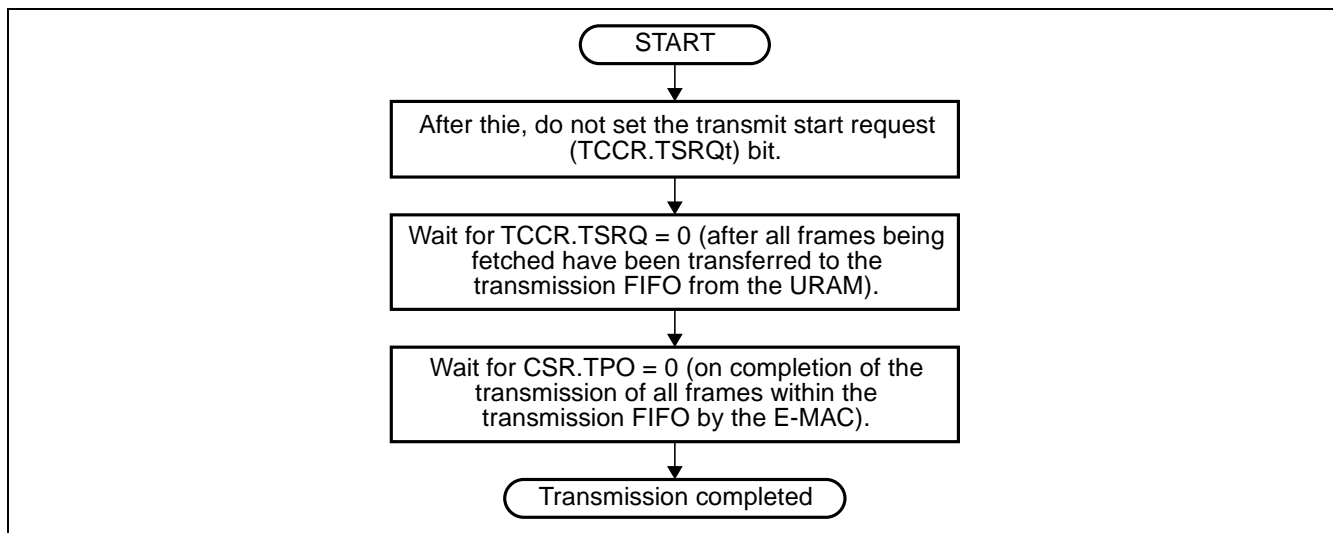 START
After thie, do not set the transmit start request
(TCCR.TSRQt) bit.
Wait for TCCR.TSRQ = 0 (after all frames being
fetched have been transferred to the
transmission FIFO from the URAM).
Wait for CSR.TPO = 0 (on completion of the
transmission of all frames within the
transmission FIFO by the E-MAC).
Transmission completed